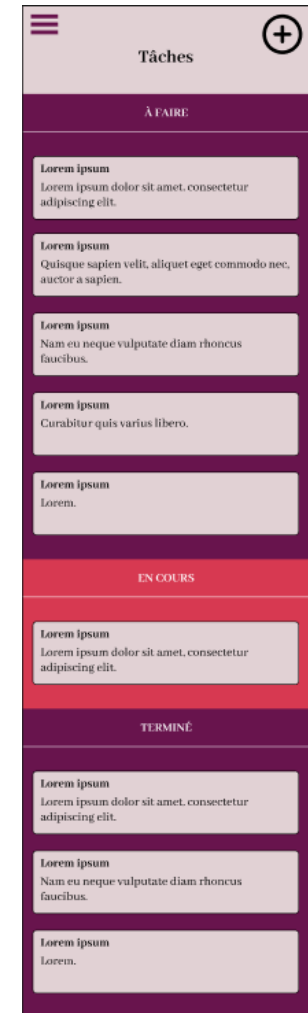 Tâches
À FAIRE
Lorem ipsum
Lorem ipsum dolor sit amet, consectetur
adipiscing elit.
Lorem ipsum
Quisque sapien velit, aliquet eget commodo nec,
auctor a sapien.
Lorem ipsum
Nam eu neque vulputate diam rhoncus
faucibus.
Lorem ipsum
Curabitur quis varius libero.
Lorem ipsum
Lorem.
EN COURS
Lorem ipsum
Lorem ipsum dolor sit amet, consectetur
adipiscing elit.
TERMINÉ
Lorem ipsum
Lorem ipsum dolor sit amet, consectetur
adipiscing elit.
Lorem ipsum
Nam eu neque vulputate diam rhoncus
faucibus.
Lorem ipsum
Lorem.